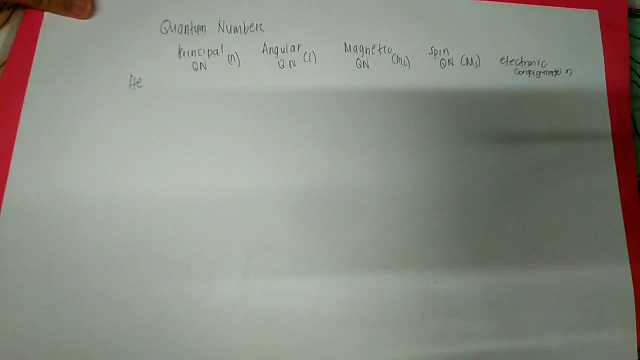 Quantum Numbers
Principal QN (n) Angular QN (l) Magnetic QN (ml) Spin QN (Ms) electronic configuration
He